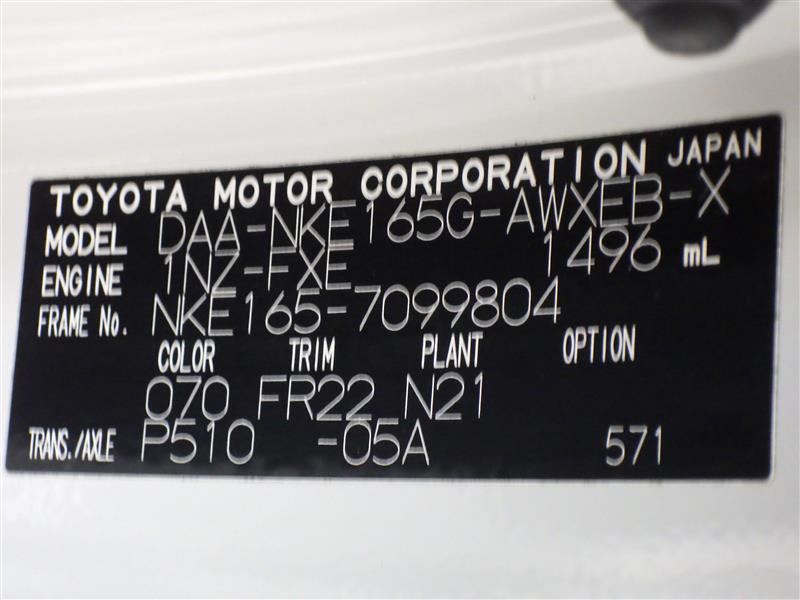 TOYOTA MOTOR CORPORATION JAPAN
MODEL DAA-NKE165G-AWXEB-X
ENGINE 1NZ-FXE 1496 mL
FRAME No. NKE165-7099804
COLOR TRIM PLANT OPTION
070 FR22 N21
TRANS./AXLE P510 -05A 571